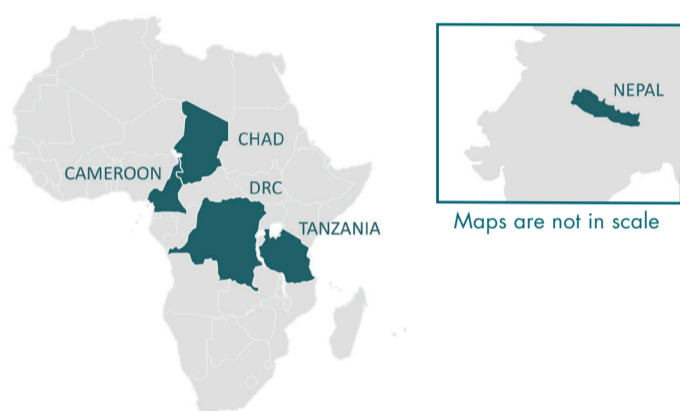 CHAD
CAMEROON
DRC
TANZANIA
NEPAL
Maps are not in scale